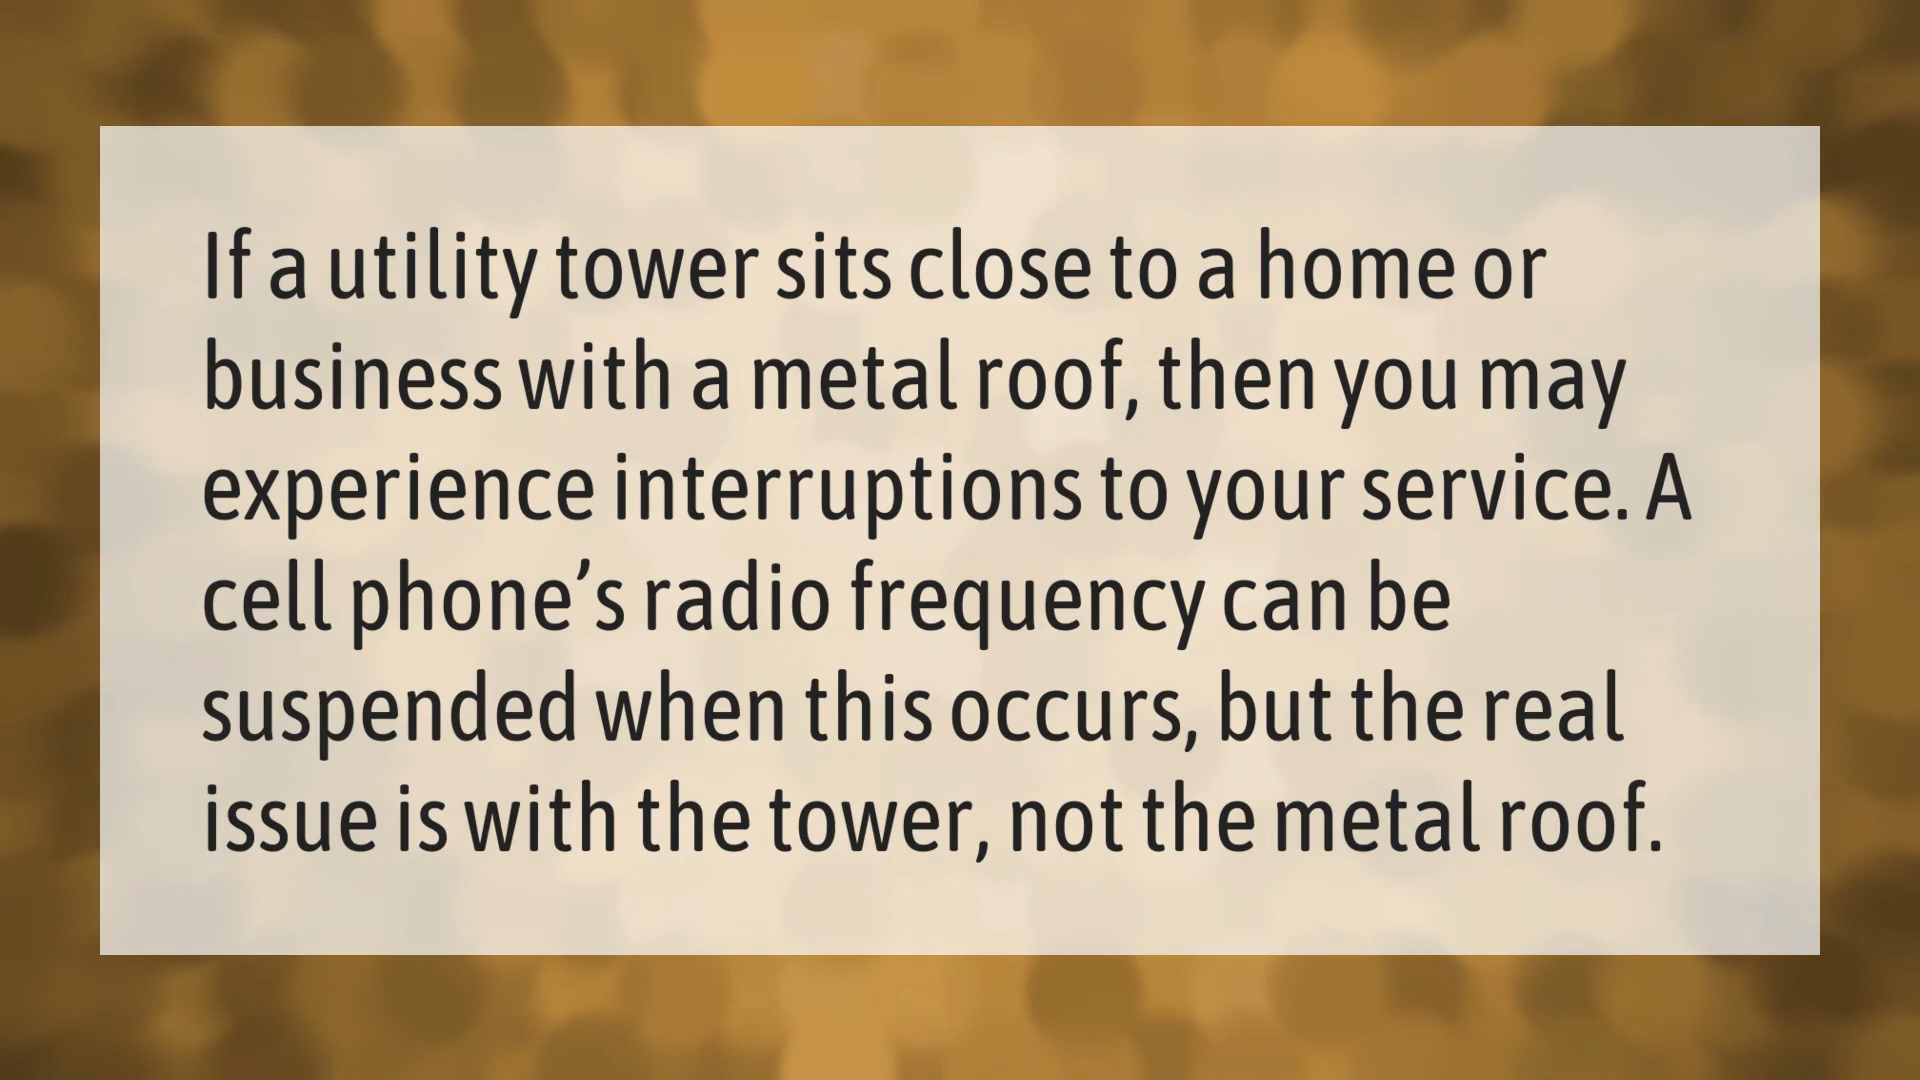 If a utility tower sits close to a home or
business with a metal roof, then you may
experience interruptions to your service. A
cell phone’s radio frequency can be
suspended when this occurs, but the real
issue is with the tower, not the metal roof.